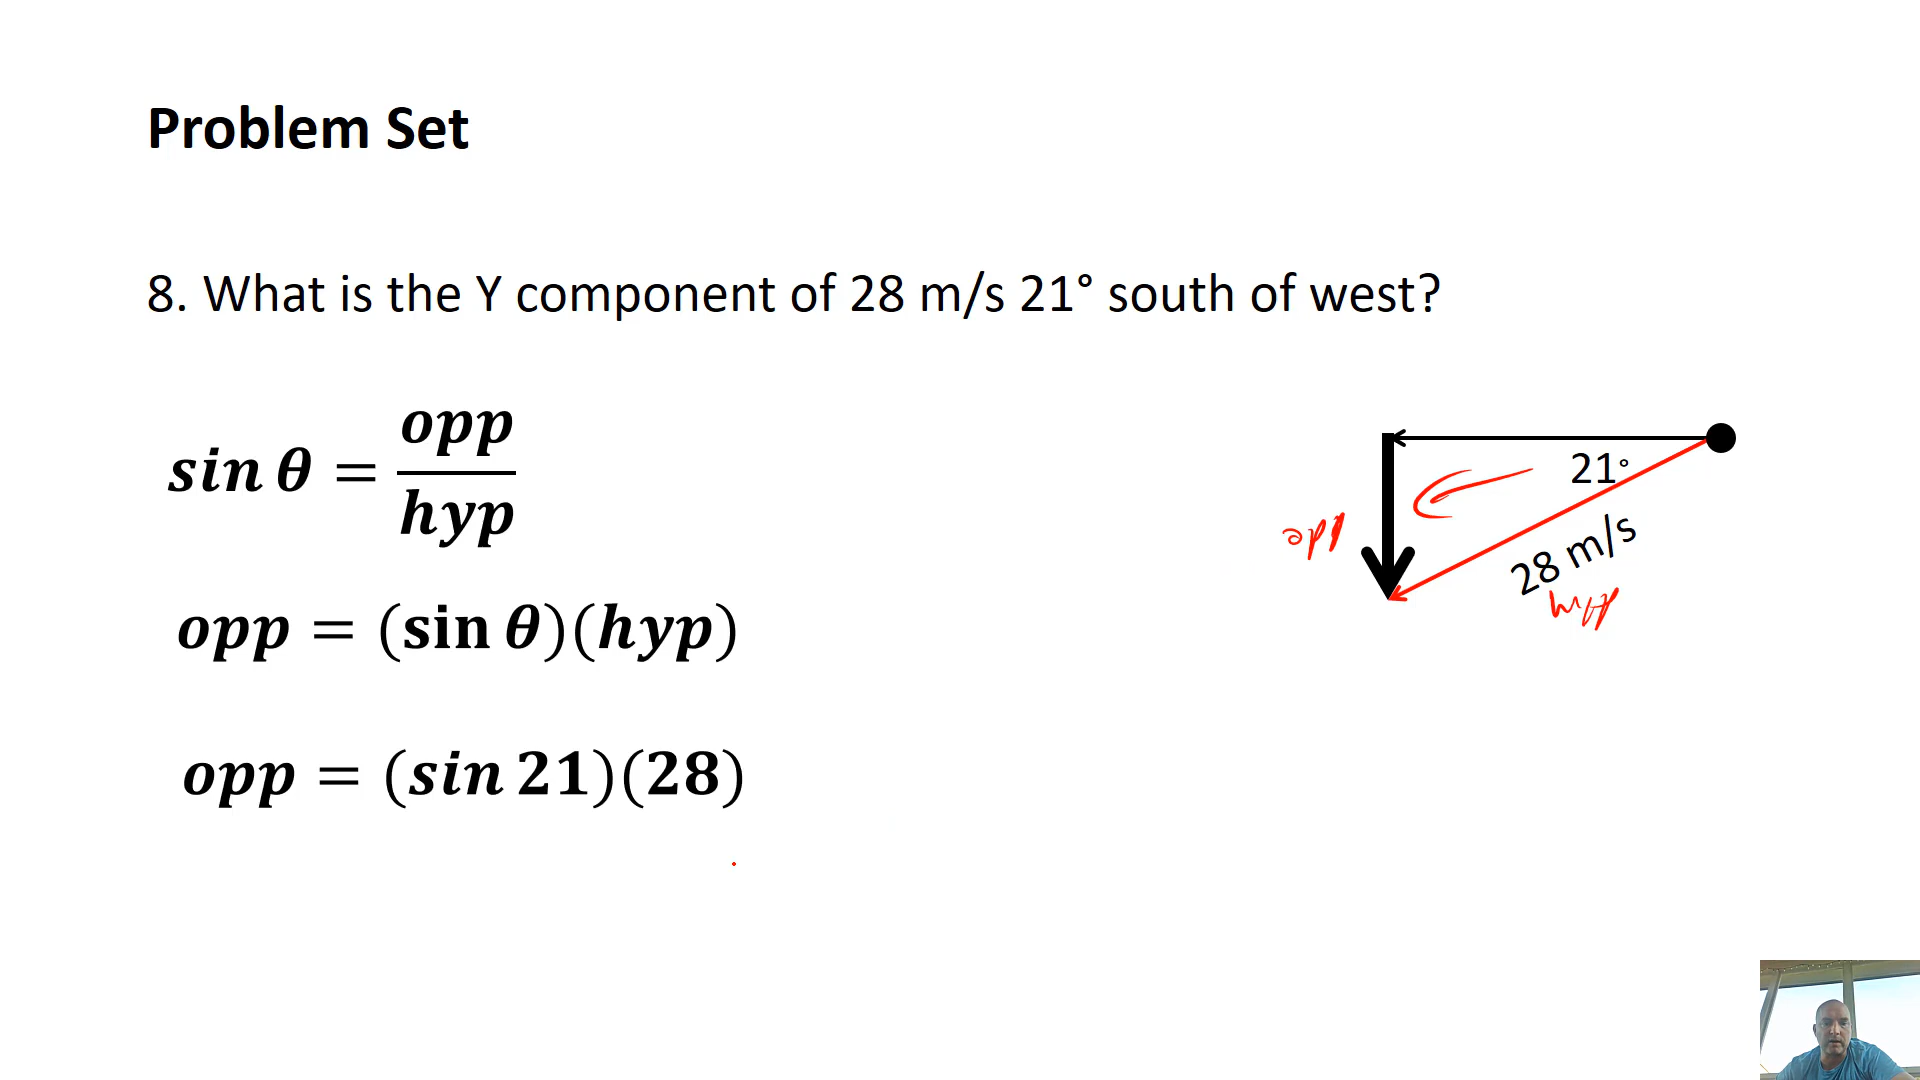 Problem Set
8. What is the Y component of 28 m/s 21° south of west?
sin θ = opp/hyp
opp = (sin θ)(hyp)
opp = (sin 21)(28)
21°
opp
28 m/s
hyp